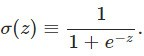 σ(z) ≡ 1 / (1 + e^{-z}).